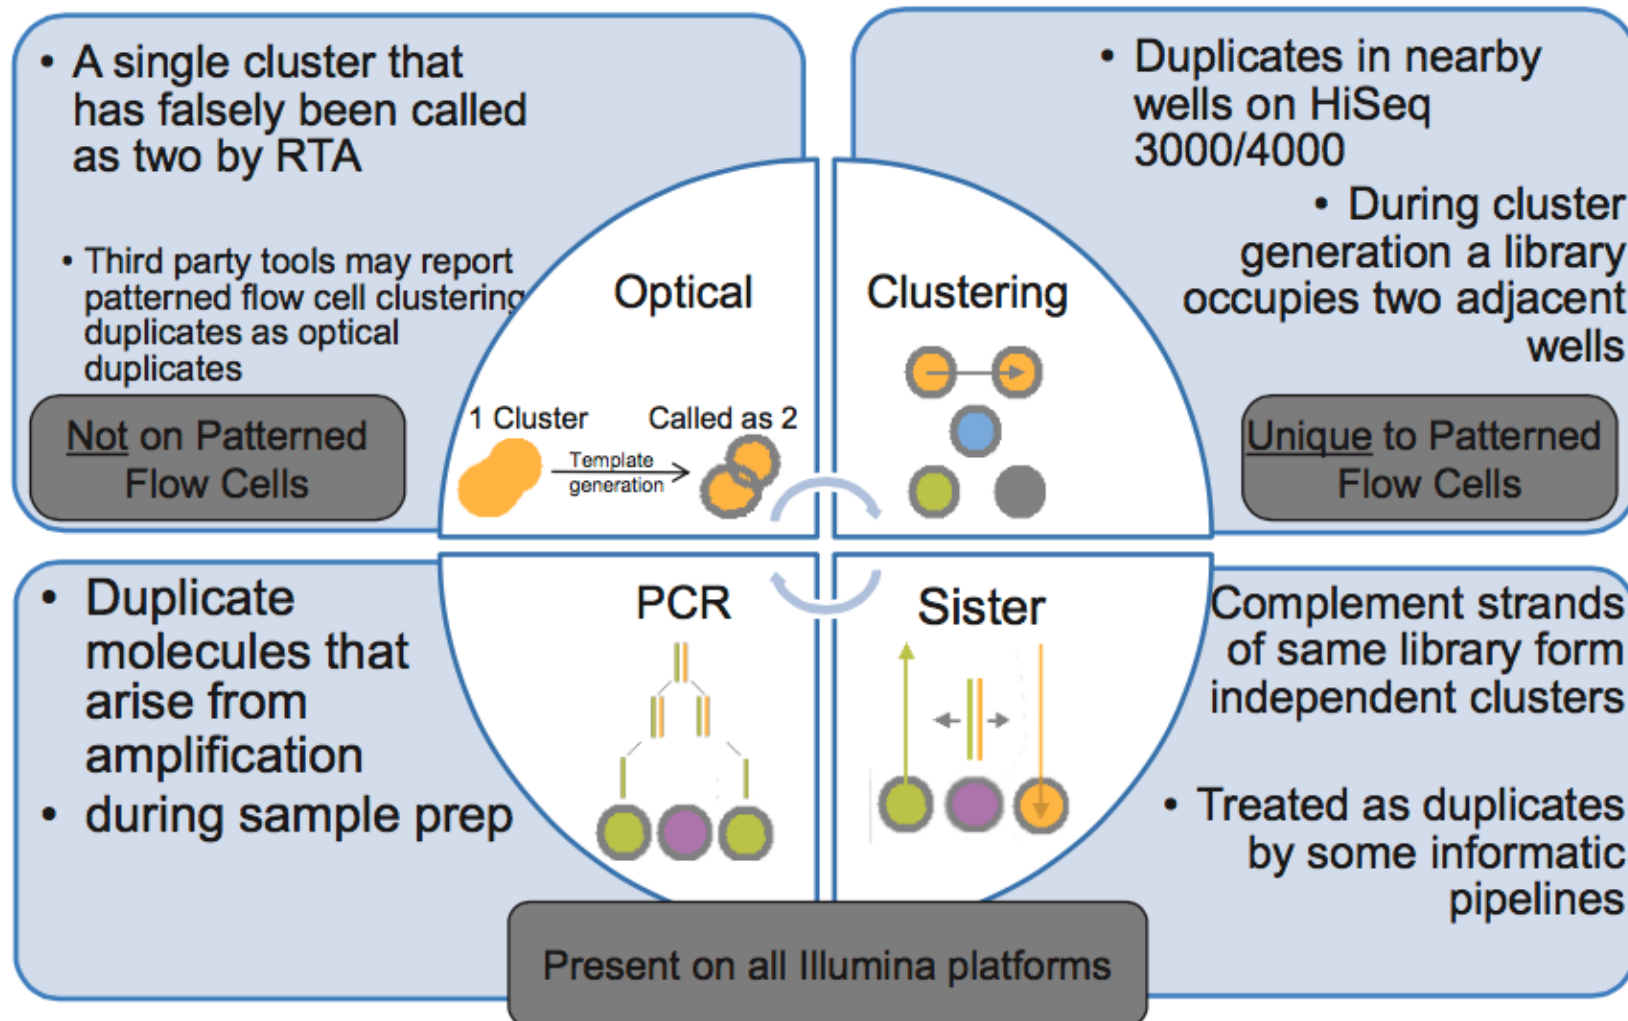 • A single cluster that
has falsely been called
as two by RTA
• Third party tools may report
patterned flow cell clustering
duplicates as optical
duplicates
Not on Patterned
Flow Cells
Optical
1 Cluster
Called as 2
Template
generation
• Duplicates in nearby
wells on HiSeq
3000/4000
• During cluster
generation a library
occupies two adjacent
wells
Clustering
Unique to Patterned
Flow Cells
• Duplicate
molecules that
arise from
amplification
• during sample prep
PCR
Sister
Complement strands
of same library form
independent clusters
• Treated as duplicates
by some informatic
pipelines
Present on all Illumina platforms